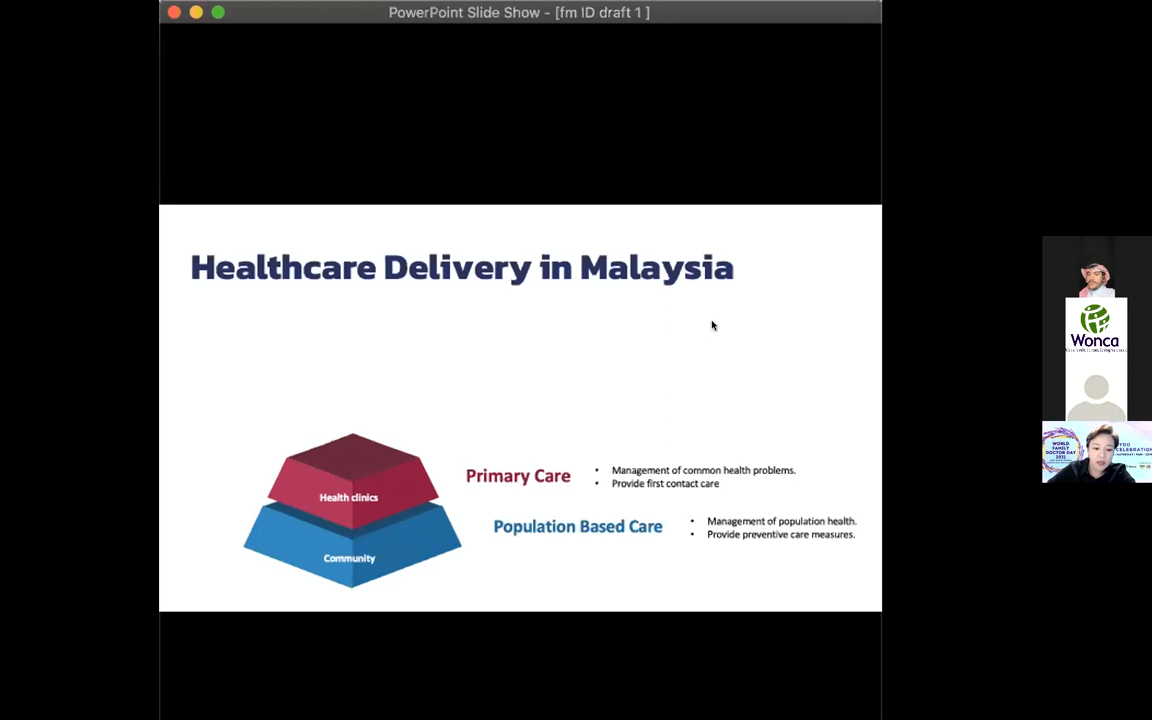 PowerPoint Slide Show - [fm ID draft 1 ]
Healthcare Delivery in Malaysia
Health clinics
Community
Primary Care
• Management of common health problems.
• Provide first contact care
Population Based Care
• Management of population health.
• Provide preventive care measures.
Wonca
WORLD
FAMILY
DOCTOR DAY
2021
CELEBRATION